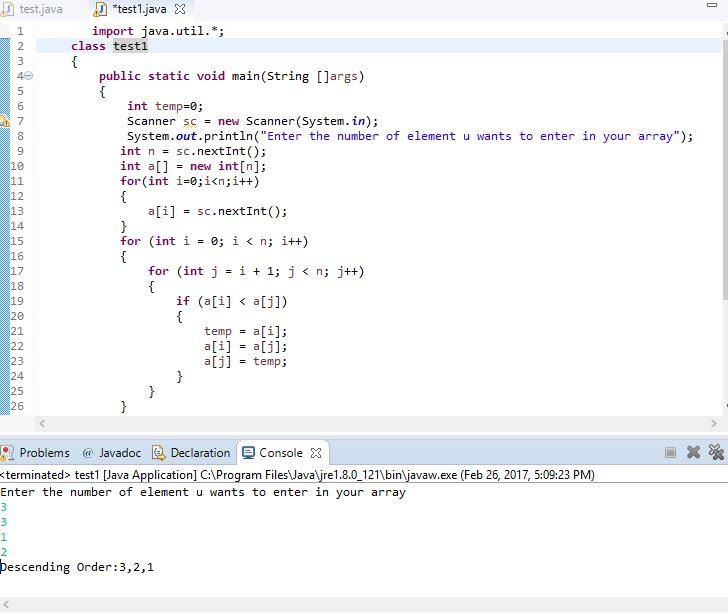 test.java *test1.java
1 import java.util.*;
2 class test1
3 {
4 public static void main(String []args)
5 {
6 int temp=0;
7 Scanner sc = new Scanner(System.in);
8 System.out.println("Enter the number of element u wants to enter in your array");
9 int n = sc.nextInt();
10 int a[] = new int[n];
11 for(int i=0;i<n;i++)
12 {
13 a[i] = sc.nextInt();
14 }
15 for (int i = 0; i < n; i++)
16 {
17 for (int j = i + 1; j < n; j++)
18 {
19 if (a[i] < a[j])
20 {
21 temp = a[i];
22 a[i] = a[j];
23 a[j] = temp;
24 }
25 }
26 }
Problems @ Javadoc Declaration Console
<terminated> test1 [Java Application] C:\Program Files\Java\jre1.8.0_121\bin\javaw.exe (Feb 26, 2017, 5:09:23 PM)
Enter the number of element u wants to enter in your array
3
3
1
2
Descending Order:3,2,1